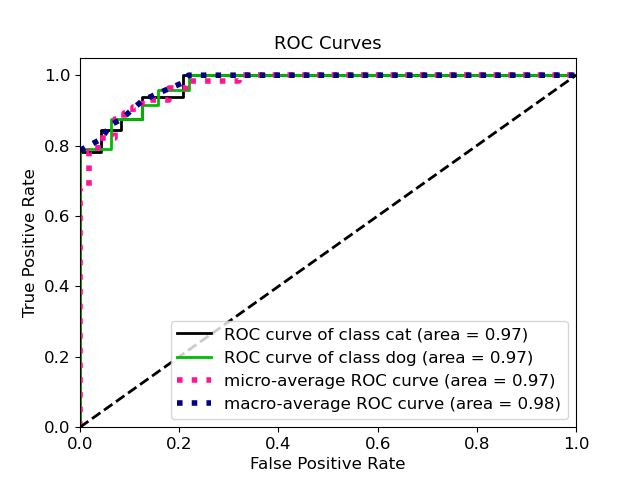 ROC Curves
1.0
0.8
0.6
0.4
0.2
0.0
True Positive Rate
ROC curve of class cat (area = 0.97)
ROC curve of class dog (area = 0.97)
micro-average ROC curve (area = 0.97)
macro-average ROC curve (area = 0.98)
0.0 0.2 0.4 0.6 0.8 1.0
False Positive Rate